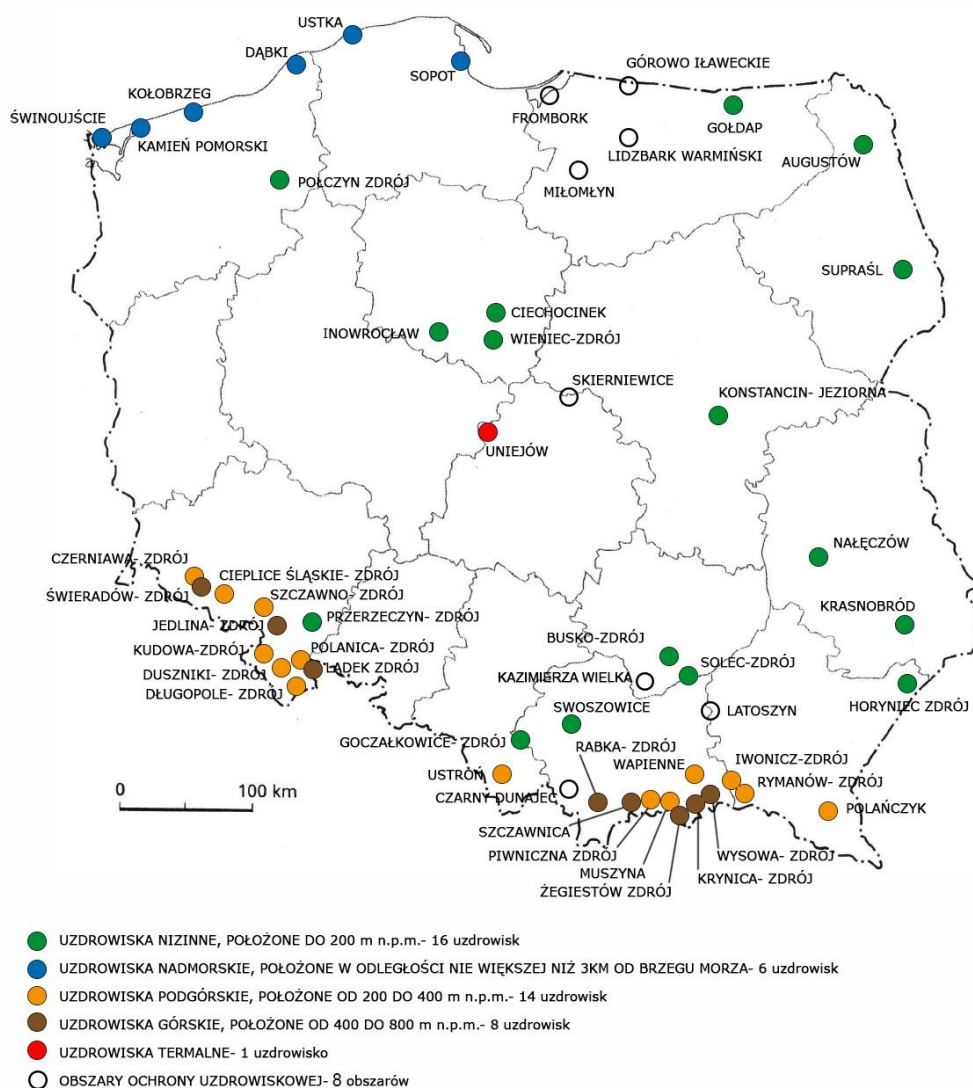 USTKA
DĄBKI
SOPOT
GÓROWO IŁAWECKIE
KOŁOBRZEG
ŚWINOUJŚCIE
KAMIEŃ POMORSKI
FROMBORK
GOŁDAP
LIDZBARK WARMIŃSKI
AUGUSTÓW
MIŁOMŁYN
POŁCZYN ZDRÓJ
SUPRAŚL
CIECHOCINEK
INOWROCŁAW
WIENIEC-ZDRÓJ
SKIERNIEWICE
KONSTANCIN- JEZIORNA
UNIEJÓW
NAŁĘCZÓW
CZERNIAWA- ZDRÓJ
CIEPLICE ŚLĄSKIE- ZDRÓJ
ŚWIERADÓW- ZDRÓJ
SZCZAWNO- ZDRÓJ
KRASNOBRÓD
JEDLINA- ZDRÓJ
PRZERZECZYN- ZDRÓJ
BUSKO-ZDRÓJ
KUDOWA-ZDRÓJ
POLANICA- ZDRÓJ
SOLEC-ZDRÓJ
DUSZNIKI- ZDRÓJ
LĄDEK ZDRÓJ
KAZIMIERZA WIELKA
DŁUGOPOLE- ZDRÓJ
HORYNIEC ZDRÓJ
SWOSZOWICE
LATOSZYN
GOCZAŁKOWICE- ZDRÓJ
RABKA- ZDRÓJ
WAPIENNE
IWONICZ-ZDRÓJ
USTROŃ
RYMANÓW- ZDRÓJ
0 100 km
CZARNY DUNAJEC
POLAŃCZYK
SZCZAWNICA
PIWNICZNA ZDRÓJ
WYSOWA- ZDRÓJ
MUSZYNA
KRYNICA- ZDRÓJ
ŻEGIESTÓW ZDRÓJ
UZDROWISKA NIZINNE, POŁOŻONE DO 200 m n.p.m.- 16 uzdrowisk
UZDROWISKA NADMORSKIE, POŁOŻONE W ODLEGŁOŚCI NIE WIĘKSZEJ NIŻ 3KM OD BRZEGU MORZA- 6 uzdrowisk
UZDROWISKA PODGÓRSKIE, POŁOŻONE OD 200 DO 400 m n.p.m.- 14 uzdrowisk
UZDROWISKA GÓRSKIE, POŁOŻONE OD 400 DO 800 m n.p.m.- 8 uzdrowisk
UZDROWISKA TERMALNE- 1 uzdrowisko
OBSZARY OCHRONY UZDROWISKOWEJ- 8 obszarów